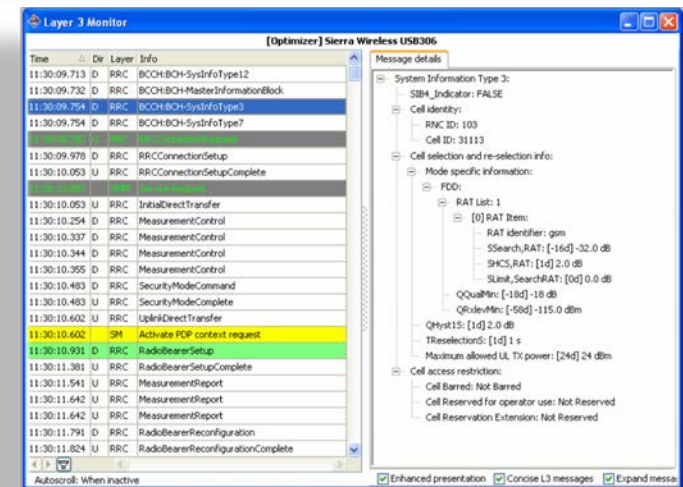 Layer 3 Monitor
[Optimizer] Sierra Wireless USB306
Time Dir Layer Info
11:30:09.713 D RRC BCCH:BCH-SysInfoType12
11:30:09.732 D RRC BCCH:BCH-MasterInformationBlock
11:30:09.754 D RRC BCCH:BCH-SysInfoType3
11:30:09.754 D RRC BCCH:BCH-SysInfoType7
RRC RRCConnectionRequest
11:30:09.978 D RRC RRCConnectionSetup
11:30:10.053 U RRC RRCConnectionSetupComplete
Service Request
11:30:10.053 U RRC InitialDirectTransfer
11:30:10.254 D RRC MeasurementControl
11:30:10.337 D RRC MeasurementControl
11:30:10.344 D RRC MeasurementControl
11:30:10.355 D RRC MeasurementControl
11:30:10.483 D RRC SecurityModeCommand
11:30:10.483 U RRC SecurityModeComplete
11:30:10.602 U RRC UplinkDirectTransfer
11:30:10.602 SM Activate PDP context request
11:30:10.931 D RRC RadioBearerSetup
11:30:11.381 U RRC RadioBearerSetupComplete
11:30:11.541 U RRC MeasurementReport
11:30:11.642 U RRC MeasurementReport
11:30:11.642 U RRC MeasurementReport
11:30:11.791 D RRC RadioBearerReconfiguration
11:30:11.824 U RRC RadioBearerReconfigurationComplete
Autoscroll: When inactive
Message details
System Information Type 3:
SIB4_Indicator: FALSE
Cell identity:
RNC ID: 103
Cell ID: 31113
Cell selection and re-selection info:
Mode specific information:
FDD:
RAT List: 1
[0] RAT Item:
RAT identifier: gsm
SSearch,RAT: [-16d] -32.0 dB
SHCS,RAT: [1d] 2.0 dB
SLimit,SearchRAT: [0d] 0.0 dB
QQualMin: [-18d] -18 dB
QRxlevMin: [-58d] -115.0 dBm
QHyst1S: [1d] 2.0 dB
TReselectionS: [1d] 1 s
Maximum allowed UL TX power: [24d] 24 dBm
Cell access restriction:
Cell Barred: Not Barred
Cell Reserved for operator use: Not Reserved
Cell Reservation Extension: Not Reserved
Enhanced presentation Concise L3 messages Expand messa